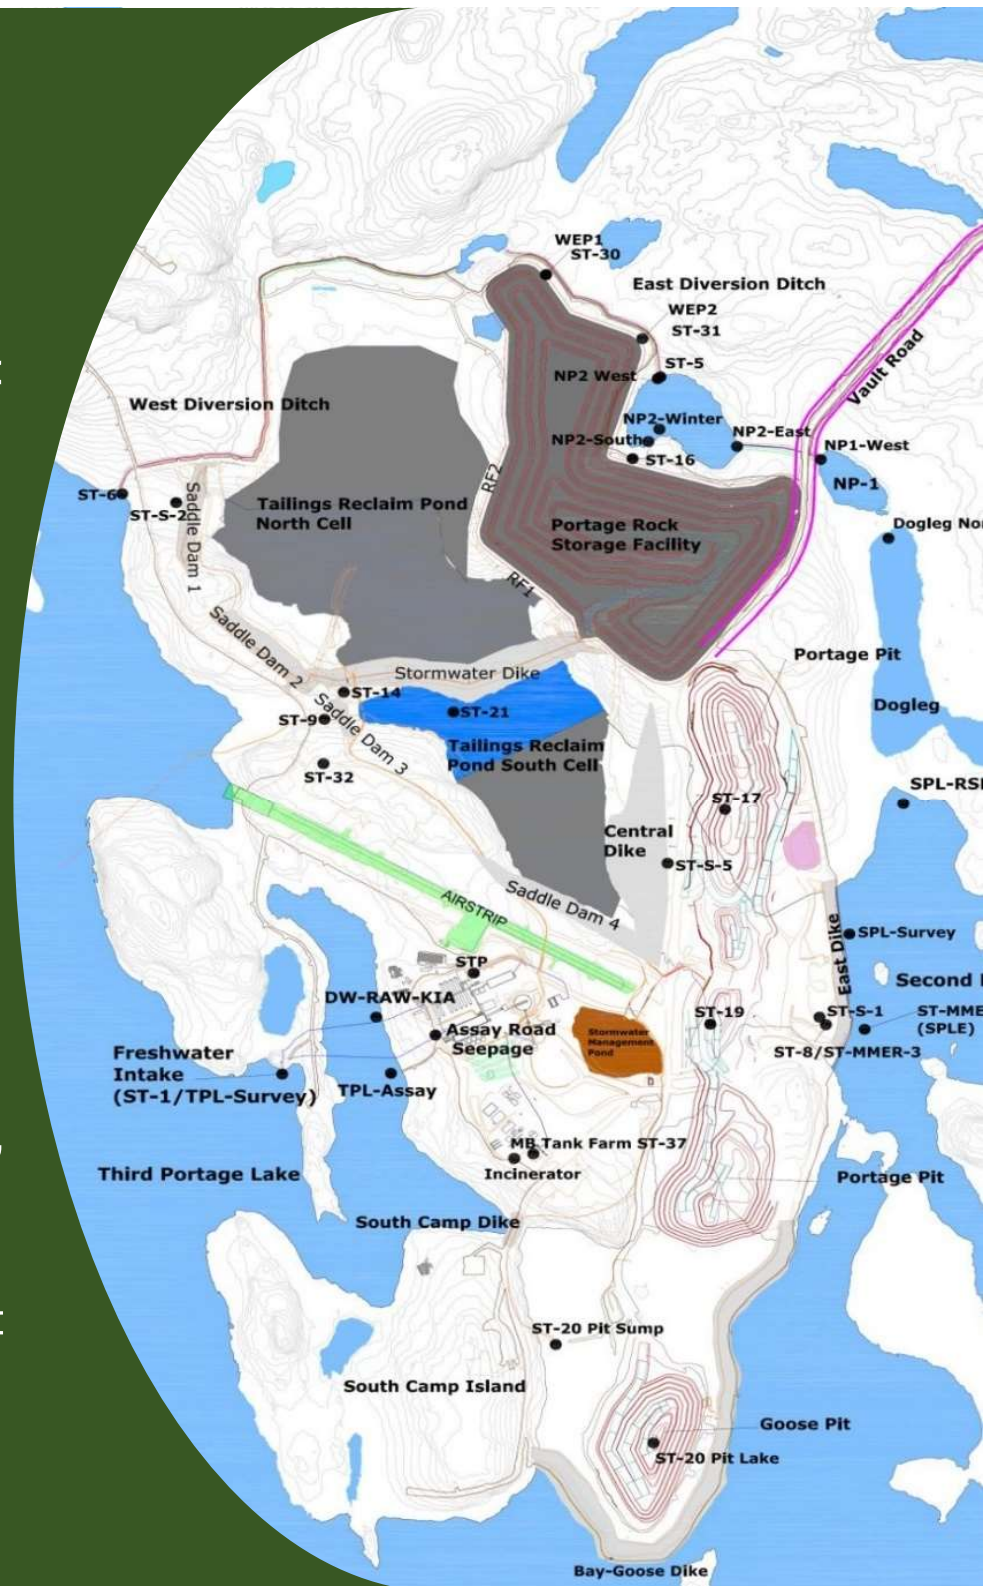 WEP1
ST-30
East Diversion Ditch
WEP2
ST-31
ST-5
NP2 West
Vault Road
West Diversion Ditch
NP2-Winter
NP2-East
NP2-South
NP1-West
ST-16
RF2
NP-1
ST-6
ST-S-2
Saddle Dam 1
Tailings Reclaim Pond
North Cell
Portage Rock
Storage Facility
Dogleg
RF1
Saddle Dam 2
Portage Pit
Stormwater Dike
ST-14
Dogleg
ST-9
ST-21
Saddle Dam 3
Tailings Reclaim
Pond South Cell
ST-32
ST-17
Central
Dike
ST-S-5
Saddle Dam 4
AIRSTRIP
East Dike
SPL-Survey
STP
Second
DW-RAW-KIA
ST-19
ST-S-1
ST-MME
(SPLE)
Assay Road
Seepage
Stormwater
Management
Pond
ST-8/ST-MMER-3
Freshwater
Intake
(ST-1/TPL-Survey)
TPL-Assay
MB Tank Farm ST-37
Incinerator
Third Portage Lake
Portage Pit
South Camp Dike
ST-20 Pit Sump
South Camp Island
Goose Pit
ST-20 Pit Lake
Bay-Goose Dike